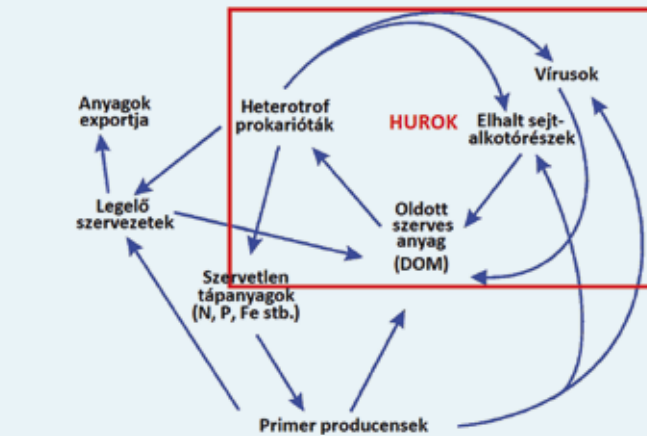 Vírusok
Anyagok
exportja
Heterotrof
prokarióták
HUROK
Elhalt sejt-
alkotórészek
Legelő
szervezetek
Oldott
szerves
anyag
(DOM)
Szervetlen
tápanyagok
(N, P, Fe stb.)
Primer producensek